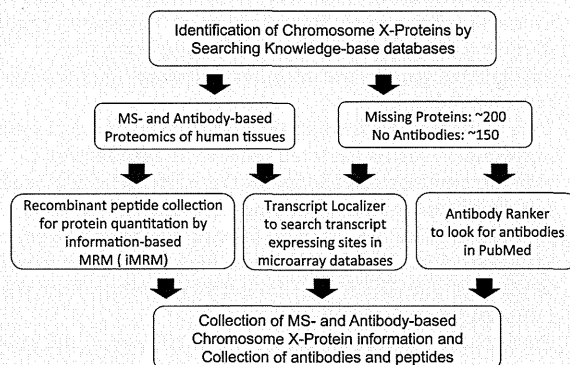 Identification of Chromosome X-Proteins by
Searching Knowledge-base databases
MS- and Antibody-based
Proteomics of human tissues
Missing Proteins: ~200
No Antibodies: ~150
Recombinant peptide collection
for protein quantitation by
information-based
MRM ( iMRM)
Transcript Localizer
to search transcript
expressing sites in
microarray databases
Antibody Ranker
to look for antibodies
in PubMed
Collection of MS- and Antibody-based
Chromosome X-Protein information and
Collection of antibodies and peptides